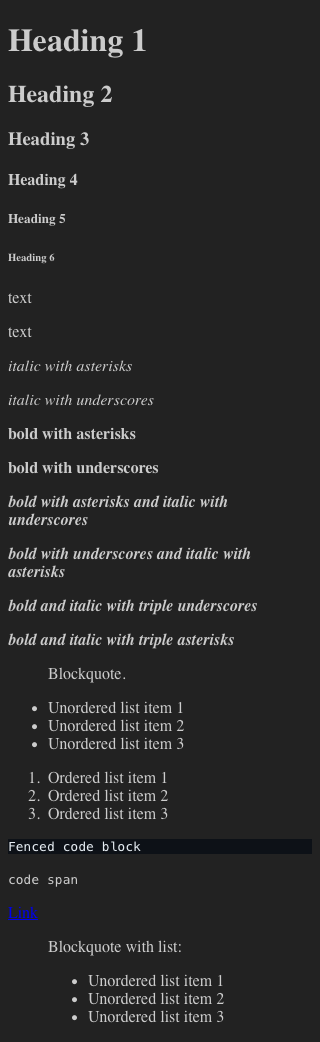 Heading 1
Heading 2
Heading 3
Heading 4
Heading 5
Heading 6
text
text
italic with asterisks
italic with underscores
bold with asterisks
bold with underscores
bold with asterisks and italic with
underscores
bold with underscores and italic with
asterisks
bold and italic with triple underscores
bold and italic with triple asterisks
Blockquote.
• Unordered list item 1
• Unordered list item 2
• Unordered list item 3
1. Ordered list item 1
2. Ordered list item 2
3. Ordered list item 3
Fenced code block
code span
Link
Blockquote with list:
• Unordered list item 1
• Unordered list item 2
• Unordered list item 3